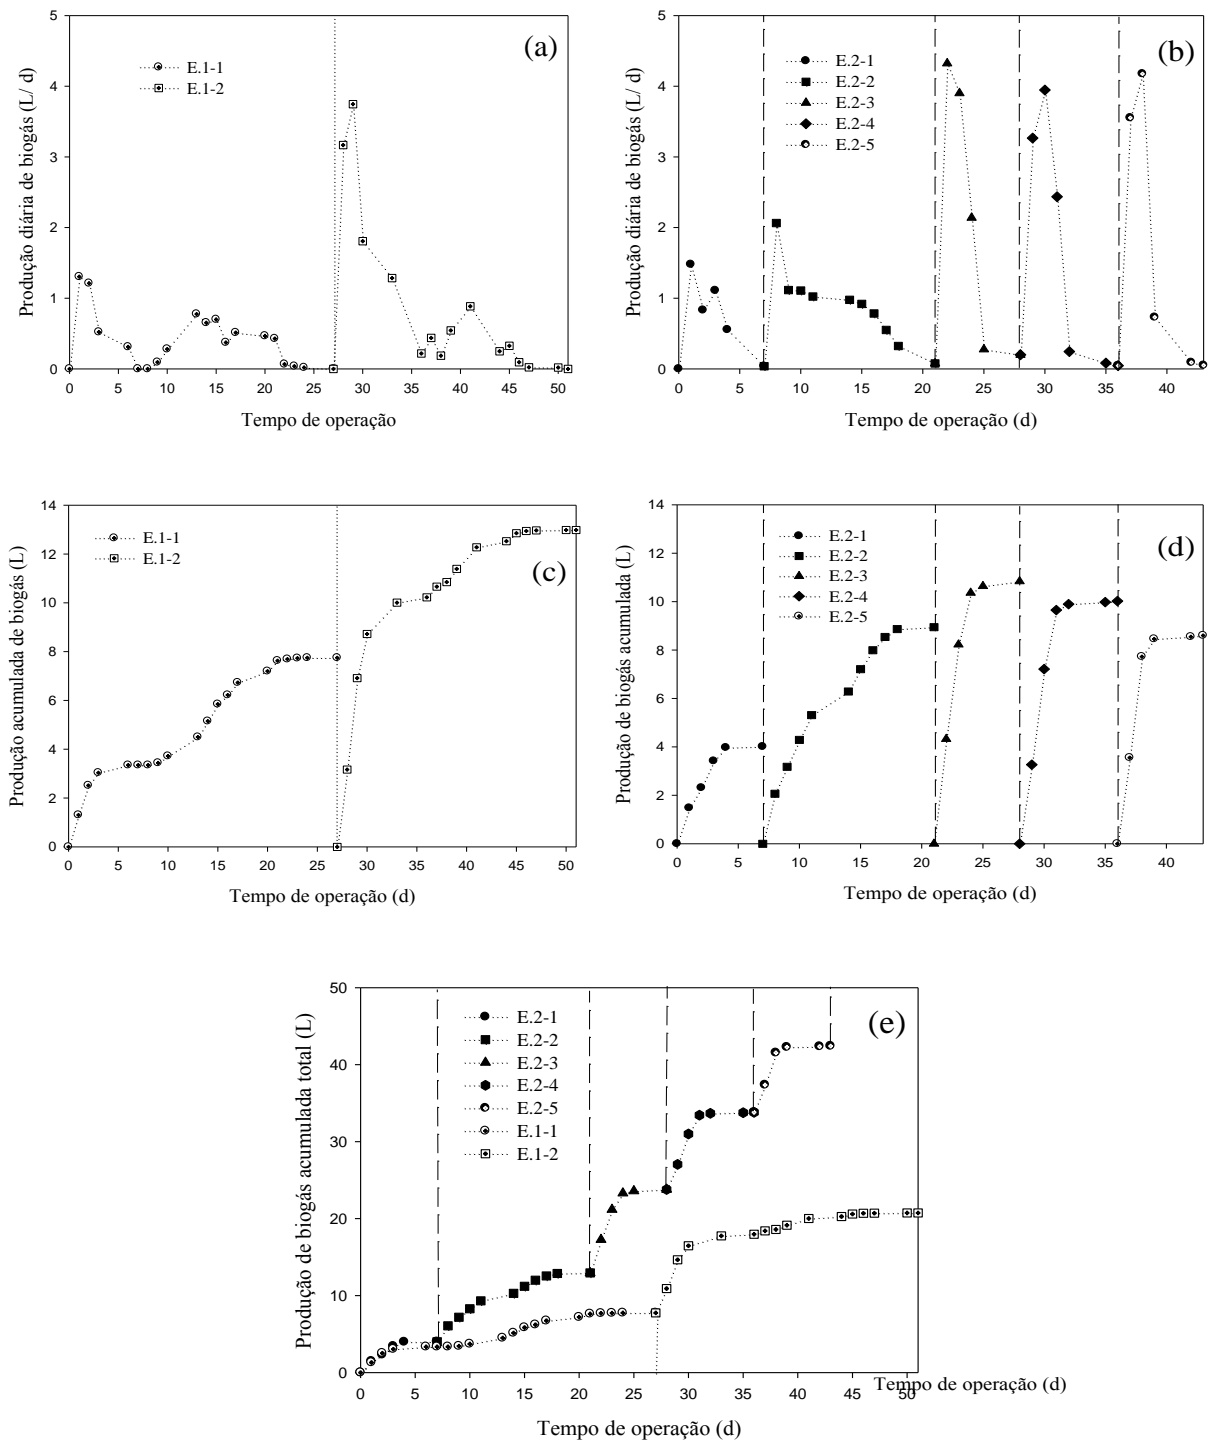 (a)
Produção diária de biogás (L/ d)
5
4
3
2
1
0
E.1-1
E.1-2
0 5 10 15 20 25 30 35 40 45 50
Tempo de operação
(b)
Produção diária de biogás (L/d)
5
4
3
2
1
0
E.2-1
E.2-2
E.2-3
E.2-4
E.2-5
0 5 10 15 20 25 30 35 40
Tempo de operação (d)
(c)
Produção acumulada de biogás (L)
14
12
10
8
6
4
2
0
E.1-1
E.1-2
0 5 10 15 20 25 30 35 40 45 50
Tempo de operação (d)
(d)
Produção de biogás acumulada (L)
14
12
10
8
6
4
2
0
E.2-1
E.2-2
E.2-3
E.2-4
E.2-5
0 5 10 15 20 25 30 35 40
Tempo de operação (d)
(e)
Produção de biogás acumulada total (L)
50
40
30
20
10
0
E.2-1
E.2-2
E.2-3
E.2-4
E.2-5
E.1-1
E.1-2
0 5 10 15 20 25 30 35 40 45 50
Tempo de operação (d)
Tempo de operação (d)